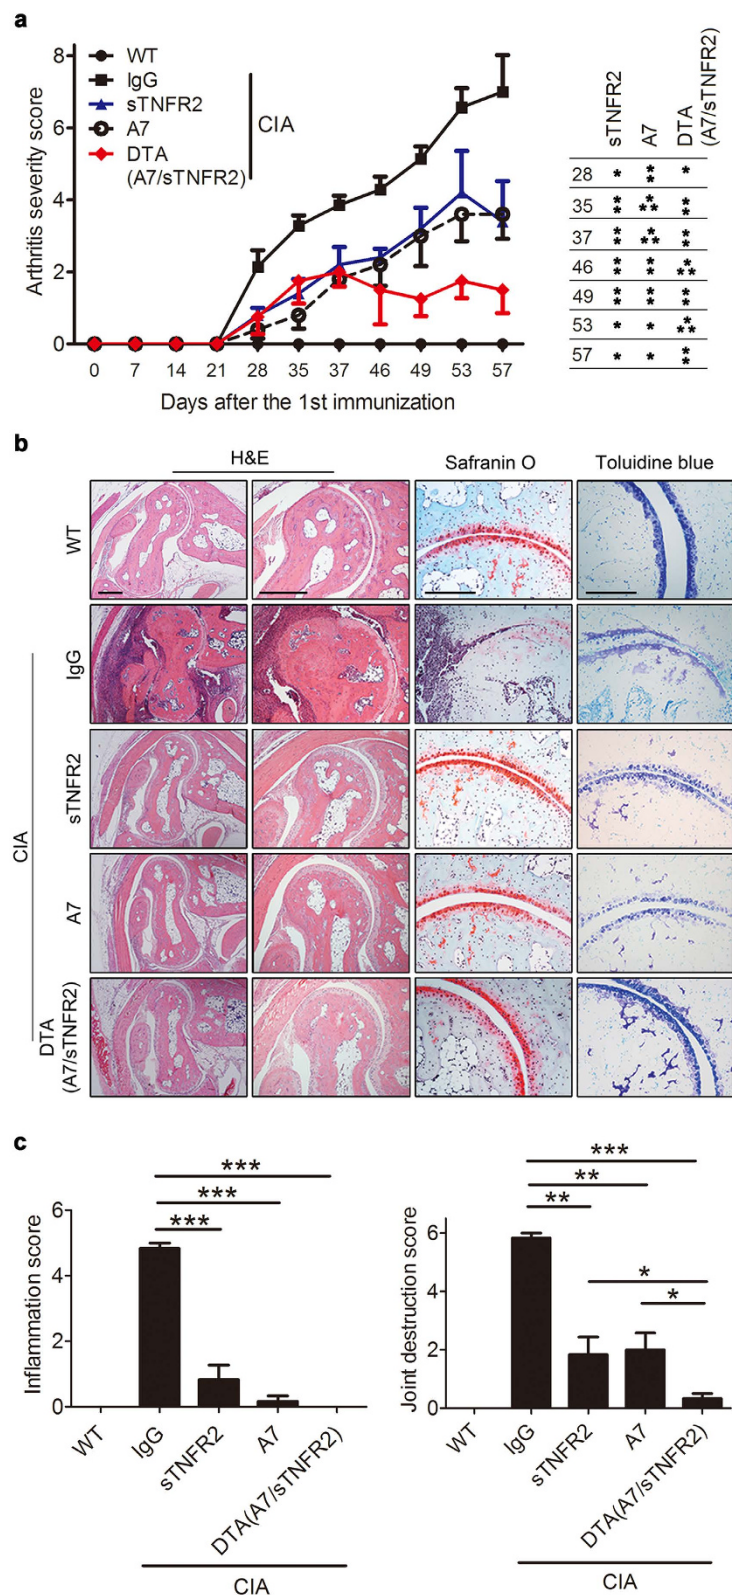 a
Arthritis severity score
8
6
4
2
0
WT
IgG
sTNFR2
A7
DTA
(A7/sTNFR2)
CIA
0 7 14 21 28 35 37 46 49 53 57
Days after the 1st immunization
sTNFR2 A7 DTA (A7/sTNFR2)
28 * ** *
35 ** *** **
37 ** *** **
46 ** ** ***
49 ** ** **
53 * * ***
57 * * **
b
H&E Safranin O Toluidine blue
WT
IgG
sTNFR2
A7
DTA
(A7/sTNFR2)
CIA
c
Inflammation score
6
4
2
0
***
***
***
WT IgG sTNFR2 A7 DTA(A7/sTNFR2)
CIA
Joint destruction score
6
4
2
0
***
**
**
*
*
WT IgG sTNFR2 A7 DTA(A7/sTNFR2)
CIA